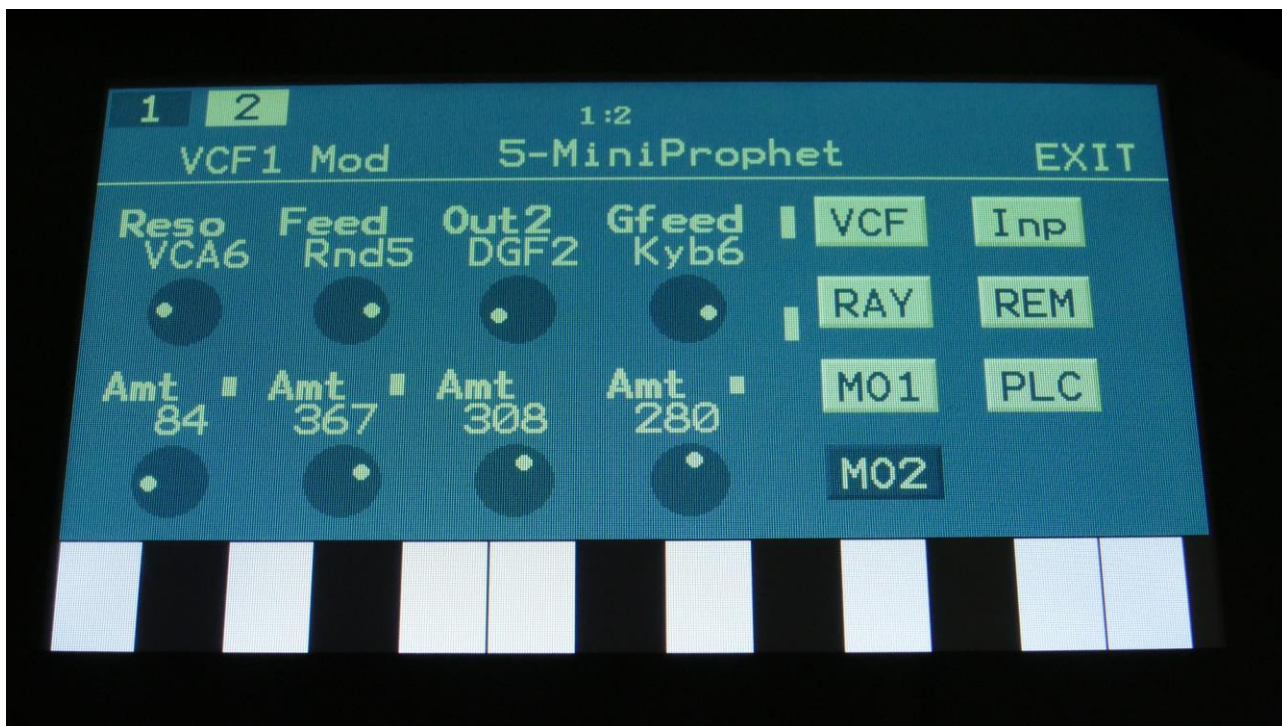 1 2 1:2
VCF1 Mod 5-MiniProphet EXIT
Reso Feed Out2 Gfeed VCF Inp
VCA6 Rnd5 DGF2 Kyb6
RAY REM
Amt Amt Amt Amt MO1 PLC
84 367 308 280
MO2